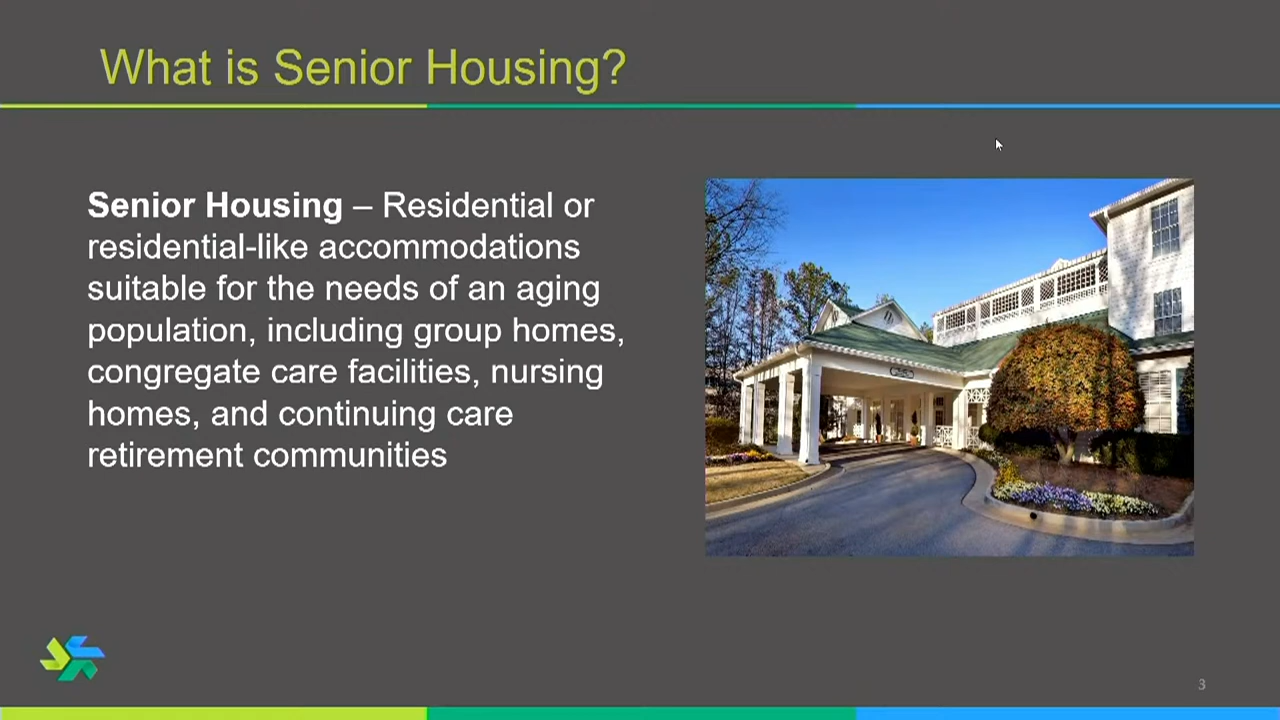 What is Senior Housing?
Senior Housing – Residential or
residential-like accommodations
suitable for the needs of an aging
population, including group homes,
congregate care facilities, nursing
homes, and continuing care
retirement communities
3